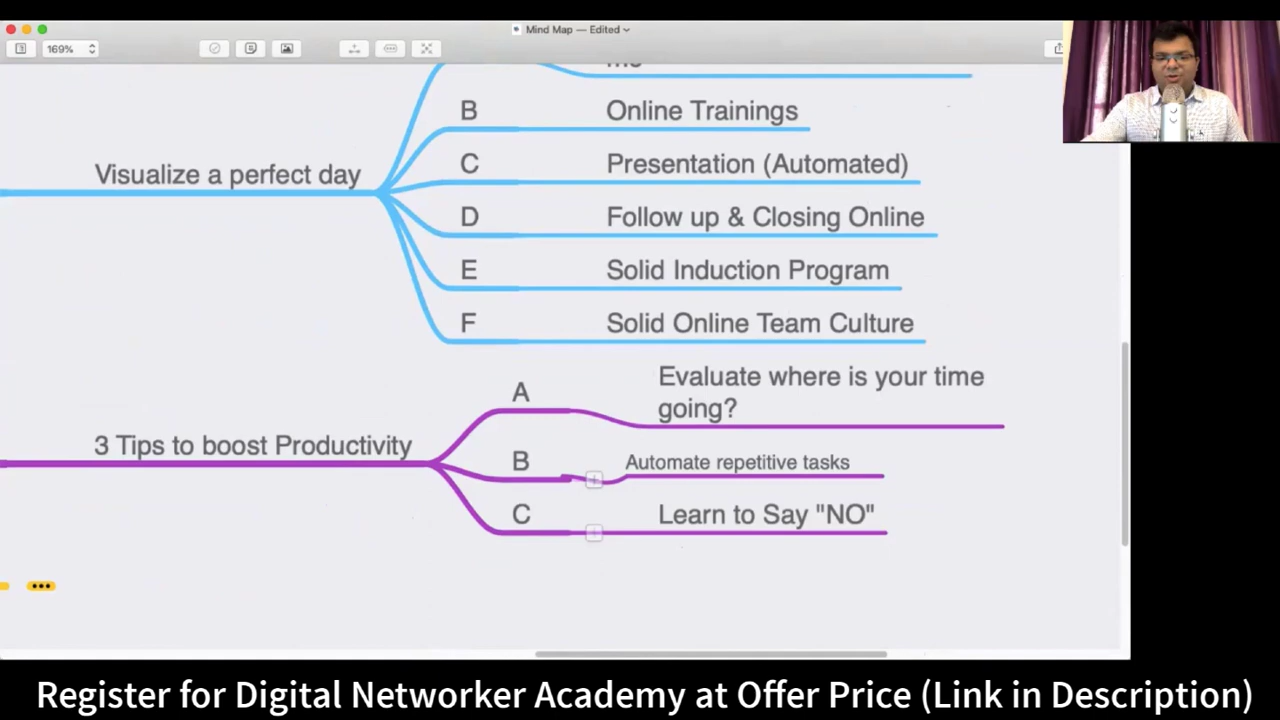 Mind Map — Edited
169%
B Online Trainings
Visualize a perfect day
C Presentation (Automated)
D Follow up & Closing Online
E Solid Induction Program
F Solid Online Team Culture
3 Tips to boost Productivity
A Evaluate where is your time
going?
B Automate repetitive tasks
C Learn to Say "NO"
Register for Digital Networker Academy at Offer Price (Link in Description)